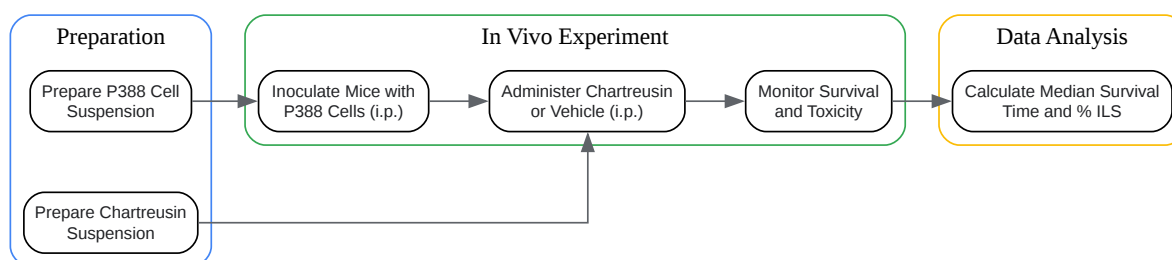 Preparation
Prepare P388 Cell
Suspension
Prepare Chartreusin
Suspension
In Vivo Experiment
Inoculate Mice with
P388 Cells (i.p.)
Administer Chartreusin
or Vehicle (i.p.)
Monitor Survival
and Toxicity
Data Analysis
Calculate Median Survival
Time and % ILS